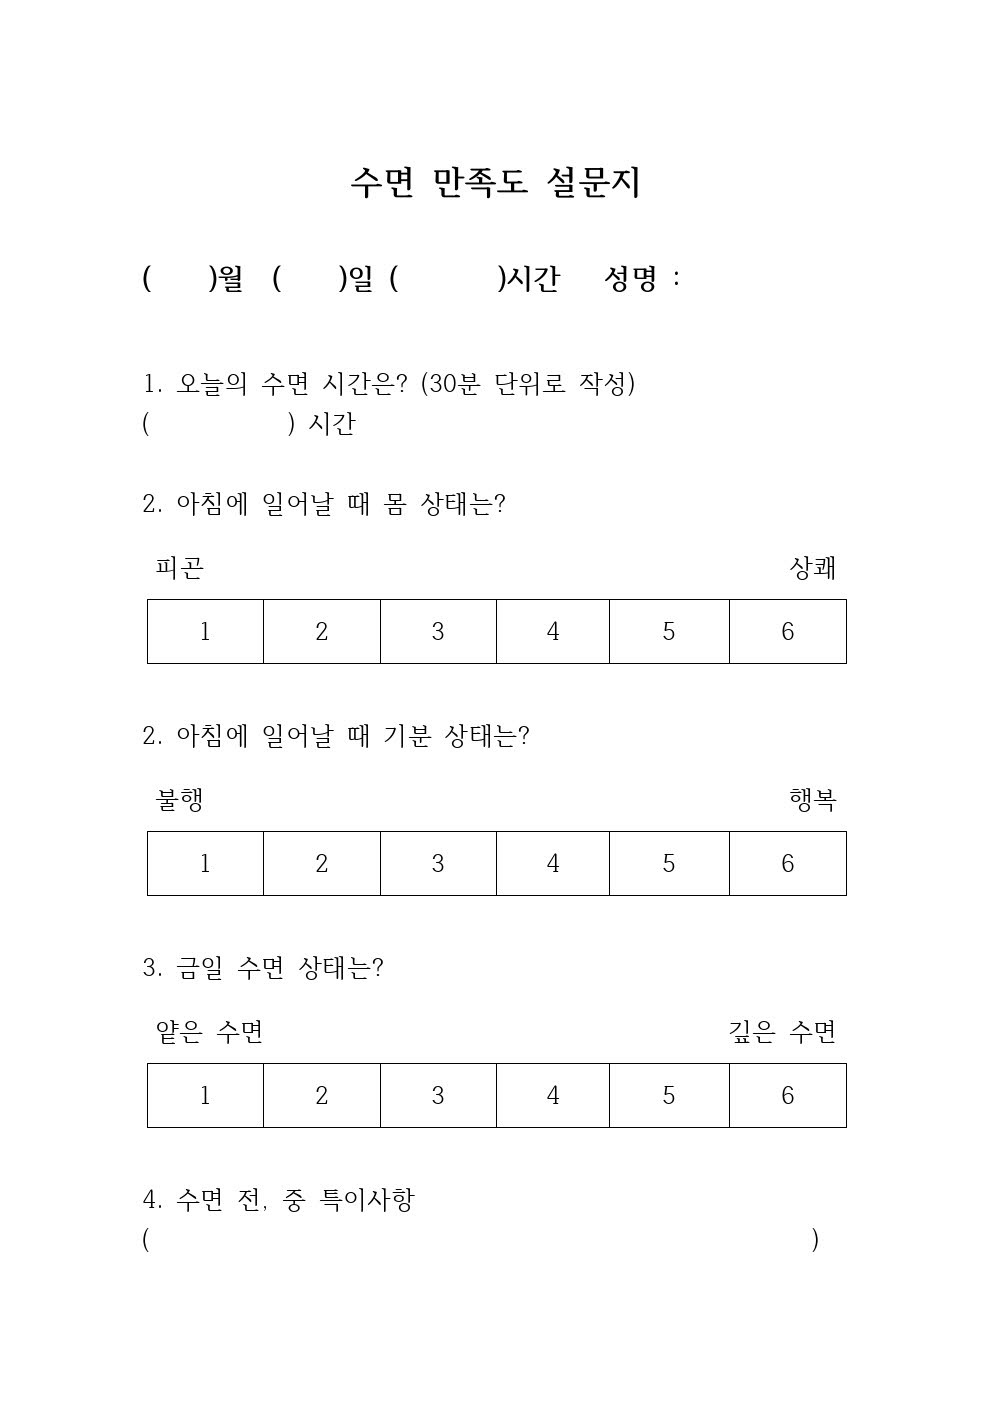 수면 만족도 설문지
(    )월  (    )일 (       )시간   성명 :
1. 오늘의 수면 시간은? (30분 단위로 작성)
(          ) 시간
2. 아침에 일어날 때 몸 상태는?
피곤 상쾌
1 2 3 4 5 6
2. 아침에 일어날 때 기분 상태는?
불행 행복
1 2 3 4 5 6
3. 금일 수면 상태는?
얕은 수면 깊은 수면
1 2 3 4 5 6
4. 수면 전, 중 특이사항
(                                                  )